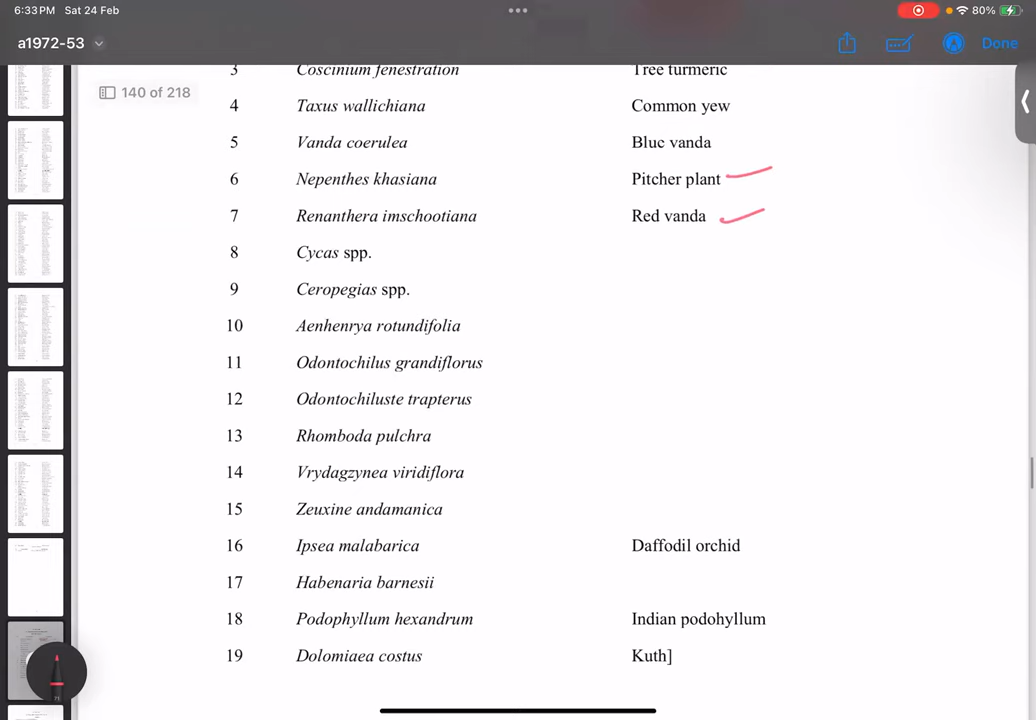 6:33 PM Sat 24 Feb 80%
a1972-53 Done
140 of 218
3 Coscinium fenestration Tree turmeric
4 Taxus wallichiana Common yew
5 Vanda coerulea Blue vanda
6 Nepenthes khasiana Pitcher plant
7 Renanthera imschootiana Red vanda
8 Cycas spp.
9 Ceropegias spp.
10 Aenhenrya rotundifolia
11 Odontochilus grandiflorus
12 Odontochiluste trapterus
13 Rhomboda pulchra
14 Vrydagzynea viridiflora
15 Zeuxine andamanica
16 Ipsea malabarica Daffodil orchid
17 Habenaria barnesii
18 Podophyllum hexandrum Indian podohyllum
19 Dolomiaea costus Kuth]